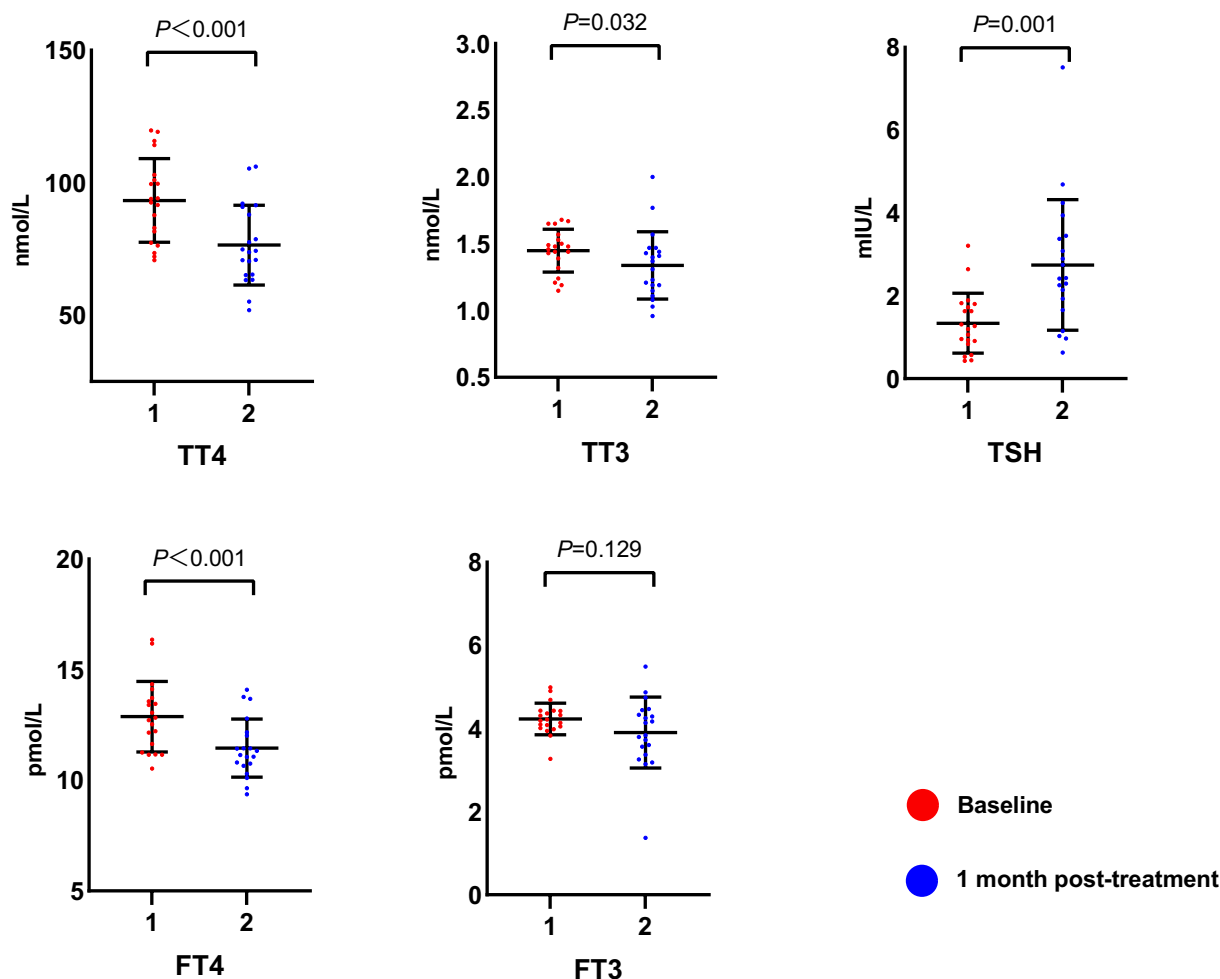 P<0.001
150
100
50
nmol/L
1
2
TT4
P=0.032
3.0
2.5
2.0
1.5
1.0
0.5
nmol/L
1
2
TT3
P=0.001
8
6
4
2
0
mIU/L
1
2
TSH
P<0.001
20
15
10
5
pmol/L
1
2
FT4
P=0.129
8
6
4
2
0
pmol/L
1
2
FT3
Baseline
1 month post-treatment